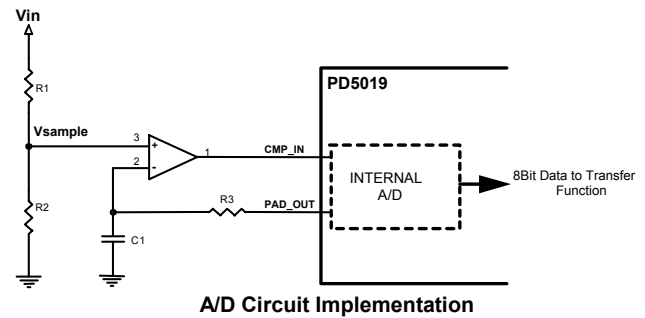 Vin
R1
PD5019
Vsample
3
+
1
CMP_IN
2
-
INTERNAL
A/D
8Bit Data to Transfer
Function
R2
R3
PAD_OUT
C1
A/D Circuit Implementation